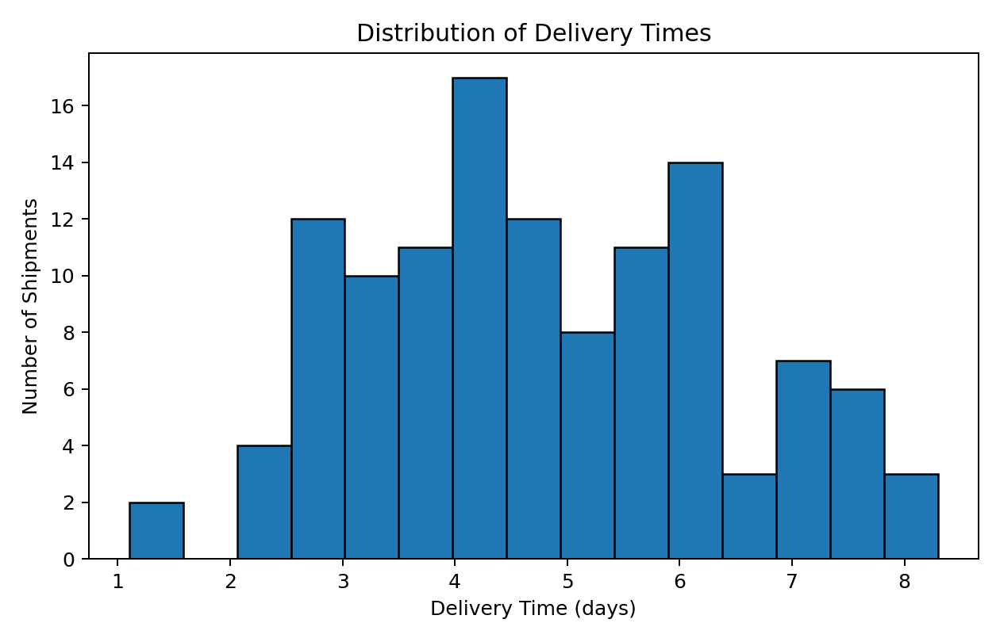 Distribution of Delivery Times
Number of Shipments
16
14
12
10
8
6
4
2
0
1 2 3 4 5 6 7 8
Delivery Time (days)